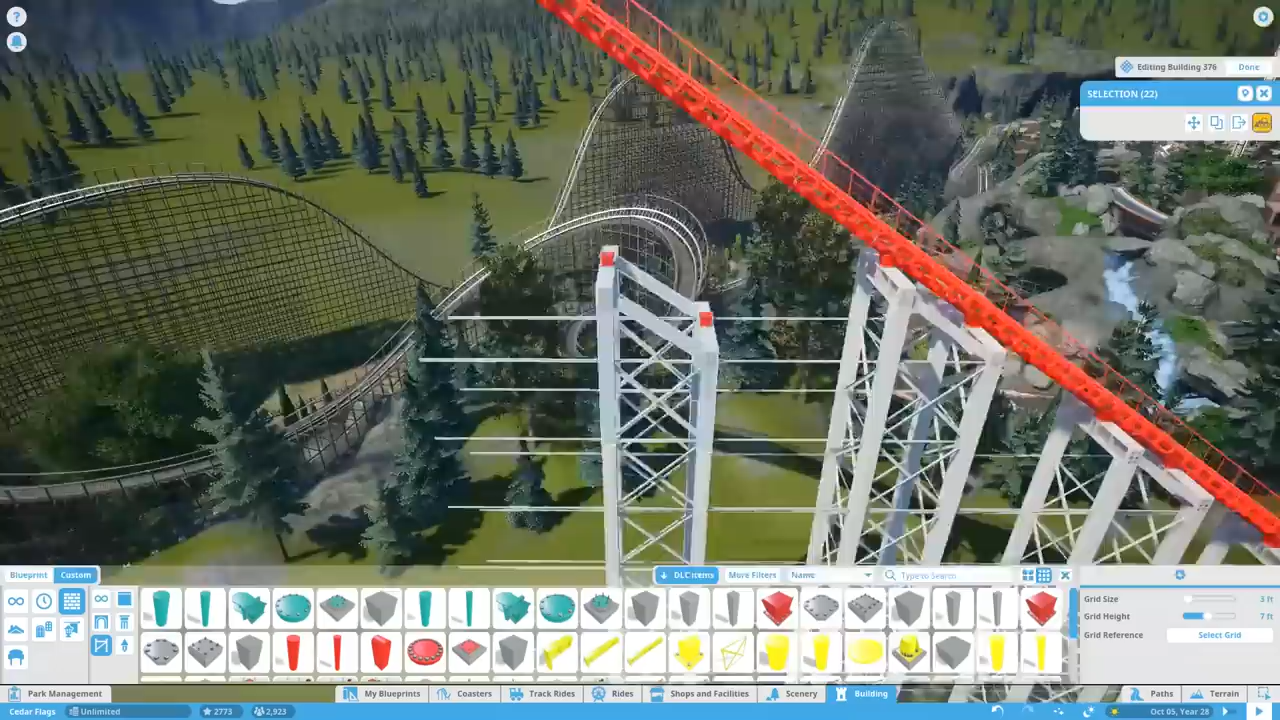 ?
Editing Building 376 Done
SELECTION (22)
Blueprint Custom
DLC Items More Filters Name Type to Search
Grid Size 3 ft
Grid Height 7 ft
Grid Reference Select Grid
Park Management My Blueprints Coasters Track Rides Rides Shops and Facilities Scenery Building Paths Terrain
Cedar Flags Unlimited 2773 2,923 Oct 05, Year 28